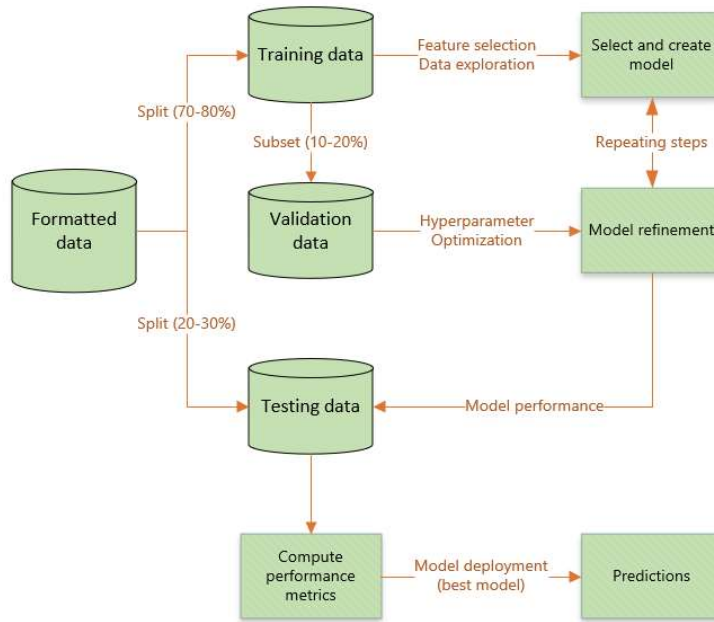 Training data
Feature selection
Data exploration
Select and create
model
Split (70-80%)
Subset (10-20%)
Repeating steps
Formatted
data
Validation
data
Hyperparameter
Optimization
Model refinement
Split (20-30%)
Testing data
Model performance
Compute
performance
metrics
Model deployment
(best model)
Predictions